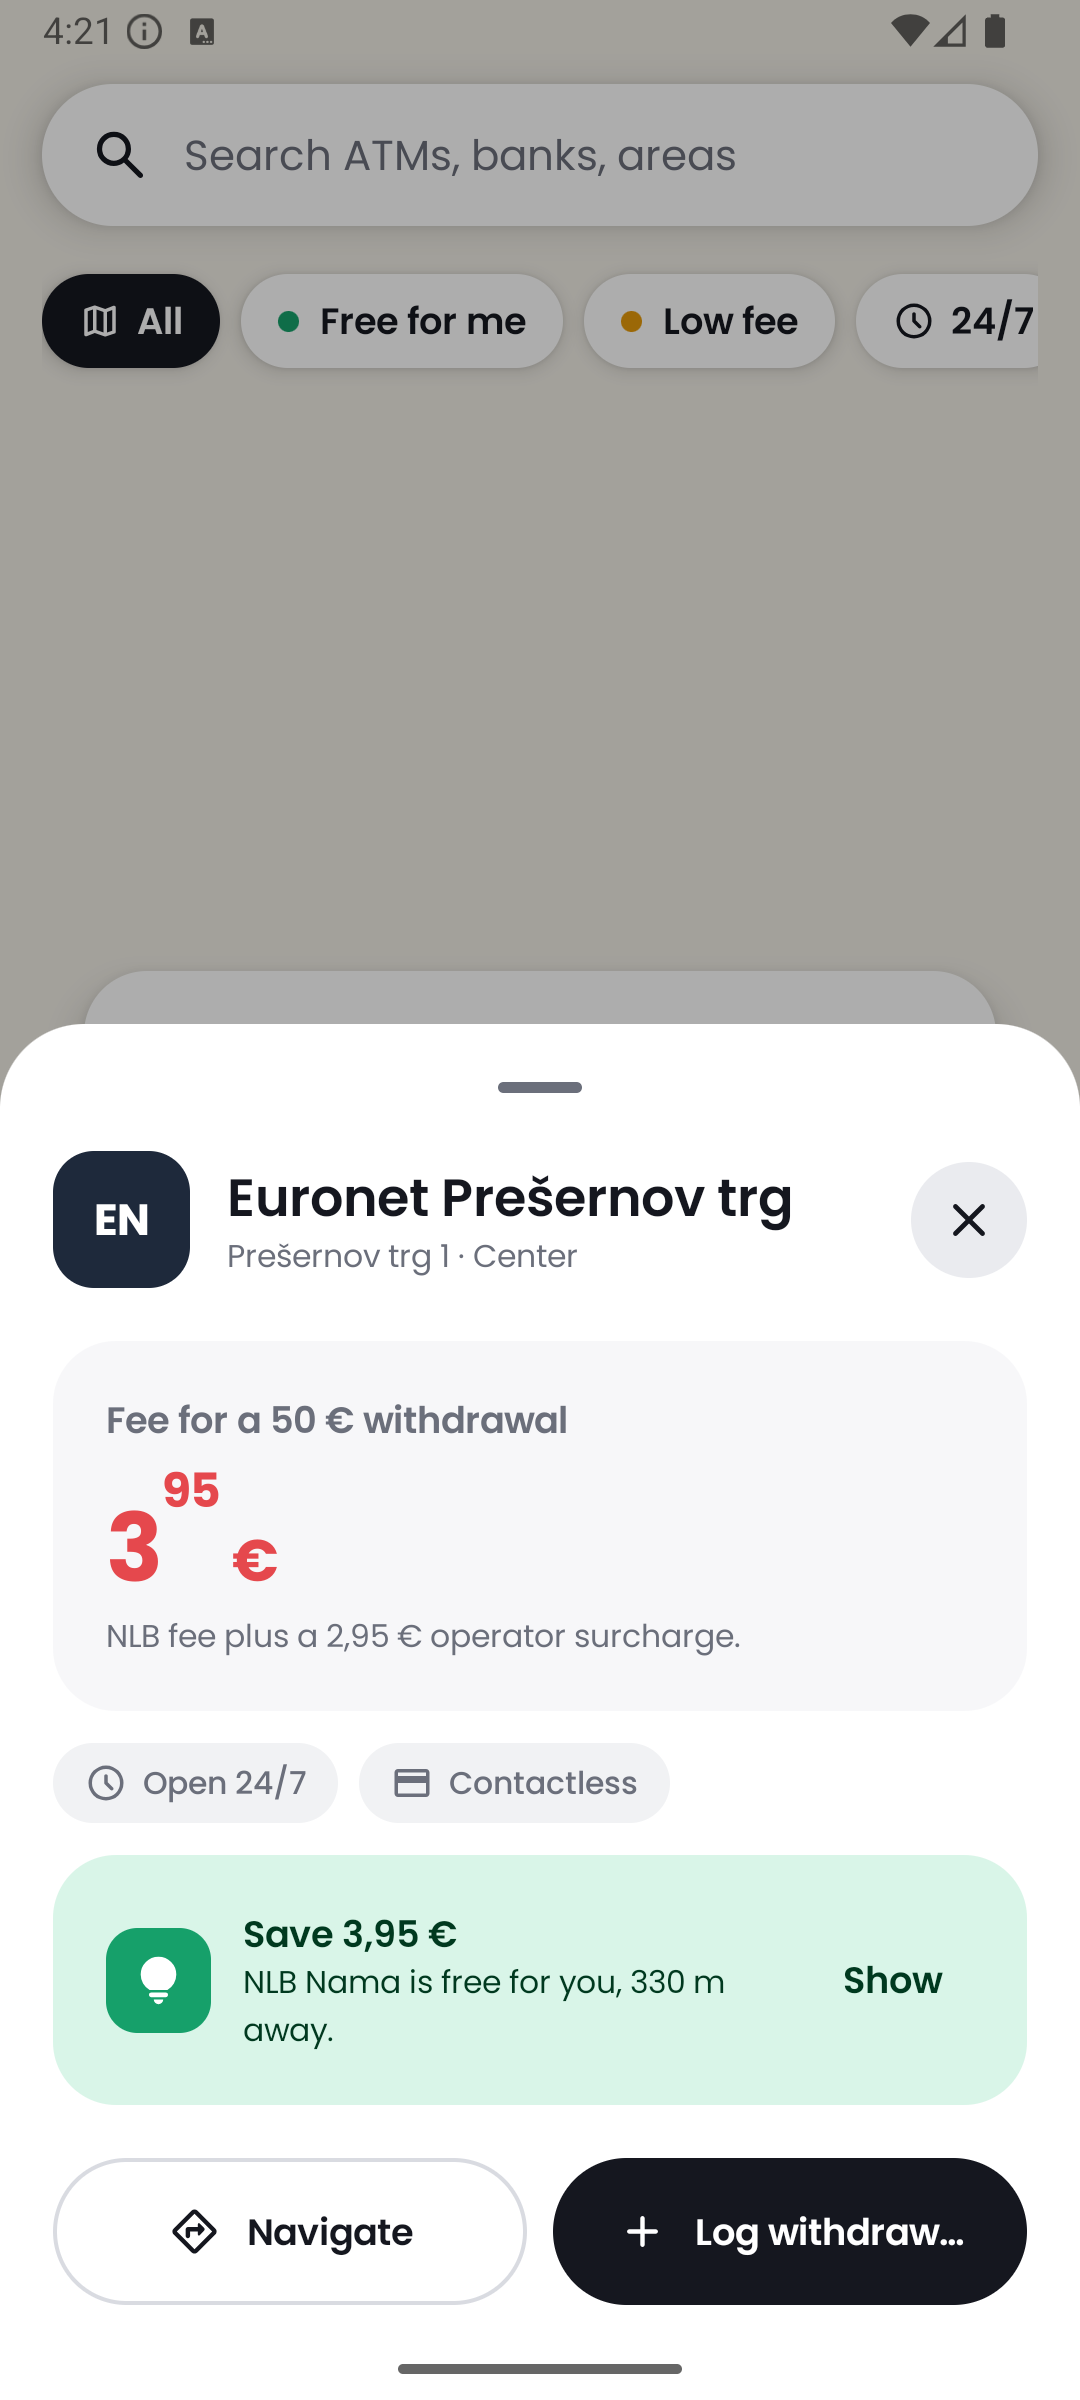 4:21
Search ATMs, banks, areas
All
Free for me
Low fee
24/7
EN
Euronet Prešernov trg
Prešernov trg 1 · Center
Fee for a 50 € withdrawal
3 95 €
NLB fee plus a 2,95 € operator surcharge.
Open 24/7
Contactless
Save 3,95 €
NLB Nama is free for you, 330 m
away.
Show
Navigate
Log withdraw...